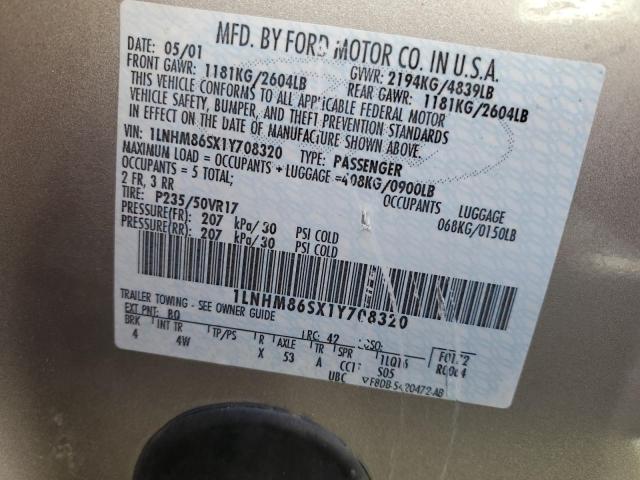 MFD. BY FORD MOTOR CO. IN U.S.A.
05/01
FRONT GAWR: 1181KG/2604LB GVWR: 2194KG/4839LB
REAR GAWR: 1181KG/2604LB
THIS VEHICLE CONFORMS TO ALL APPLICABLE FEDERAL MOTOR
VEHICLE SAFETY, BUMPER, AND THEFT PREVENTION STANDARDS
IN EFFECT ON THE DATE OF MANUFACTURE SHOWN ABOVE.
VIN: 1LNHM86SX1Y708320 TYPE: PASSENGER
MAXIMUM LOAD = OCCUPANTS + LUGGAGE =408KG/0900LB
OCCUPANTS = 5 TOTAL; OCCUPANTS LUGGAGE
2 FR, 3 RR 068KG/0150LB
TIRE: P235/50VR17
PRESSURE(FR) 207 kPa/30 PSI COLD
PRESSURE(RR) 207 kPa/30 PSI COLD
1LNHM86SX1Y708320
TRAILER TOWING - SEE OWNER GUIDE
EXT PNT: BQ LRC: 42
BRK INT TR TP/PS R AXLE TR SPR
4 4W X 53 A
UBC